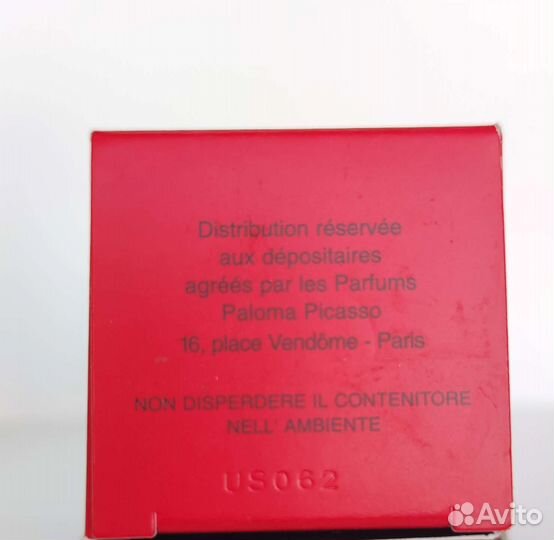 Distribution réservée
aux dépositaires
agréés par les Parfums
Paloma Picasso
16, place Vendôme - Paris
NON DISPERDERE IL CONTENITORE
NELL' AMBIENTE
US062
Avito